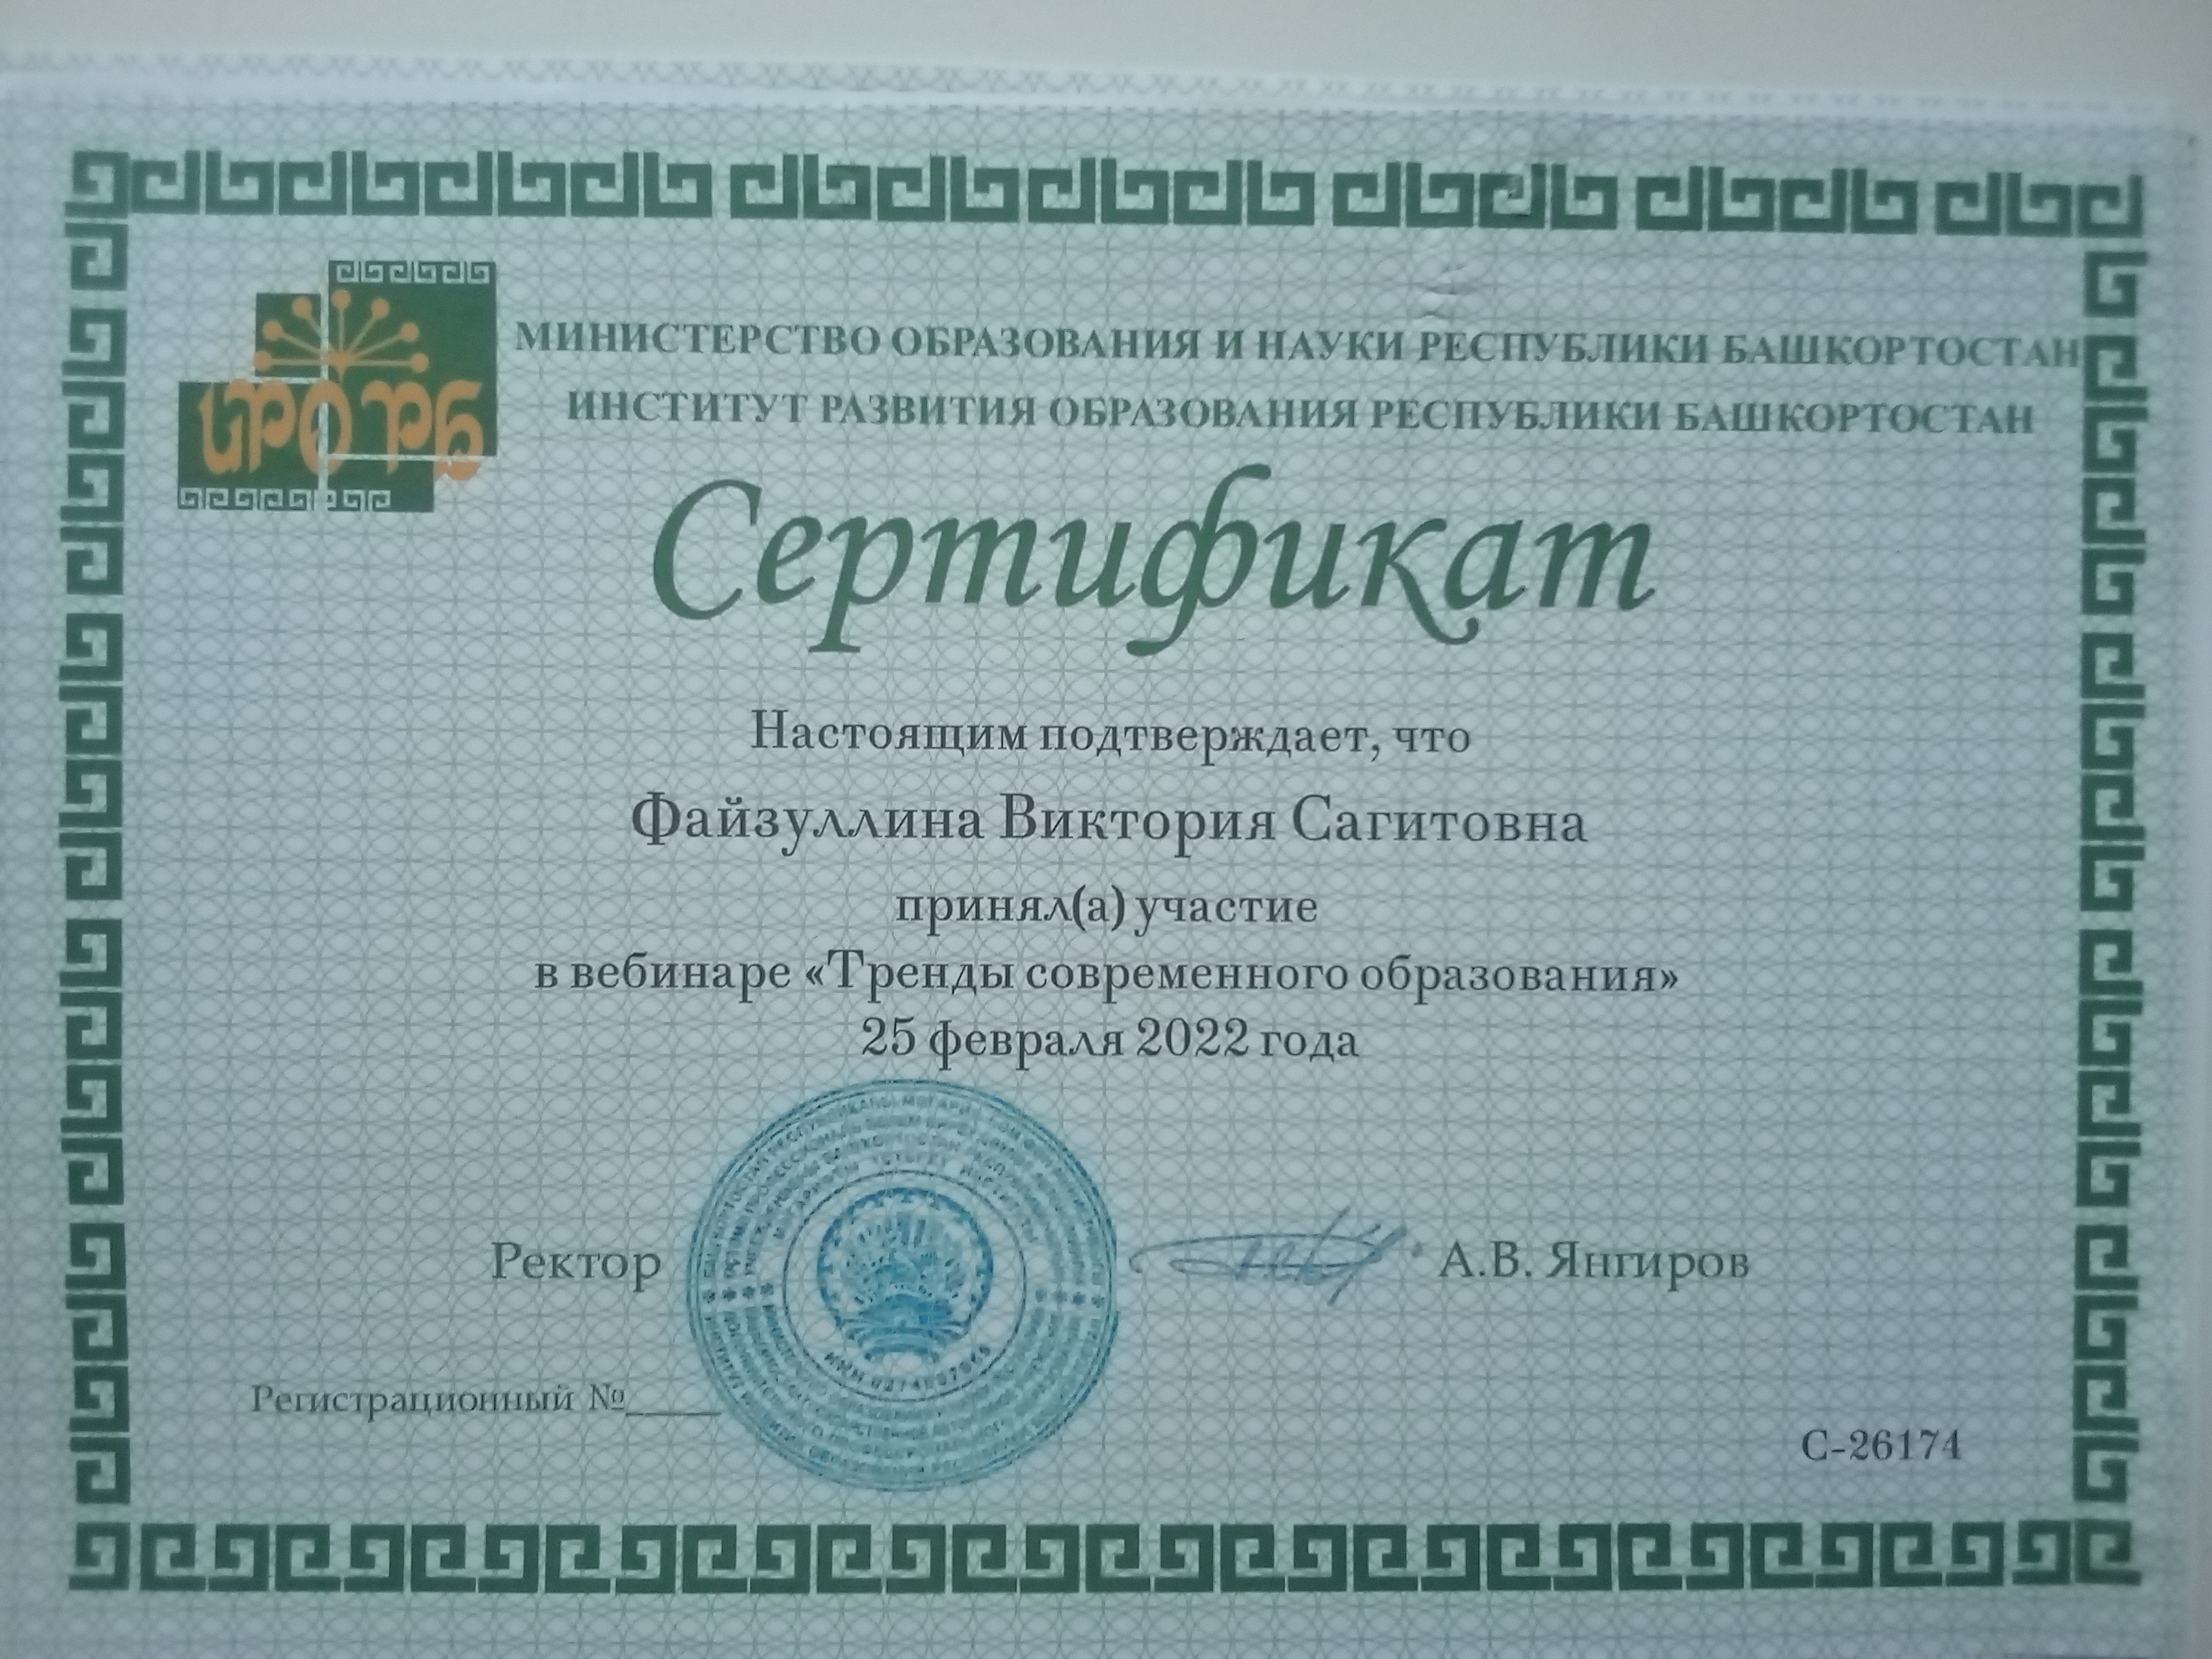 МИНИСТЕРСТВО ОБРАЗОВАНИЯ И НАУКИ РЕСПУБЛИКИ БАШКОРТОСТАН
ИНСТИТУТ РАЗВИТИЯ ОБРАЗОВАНИЯ РЕСПУБЛИКИ БАШКОРТОСТАН
ИРО РБ
Сертификат
Настоящим подтверждает, что
Файзуллина Виктория Сагитовна
принял(а) участие
в вебинаре «Тренды современного образования»
25 февраля 2022 года
Ректор
А.В. Янгиров
Регистрационный №_____
С-26174